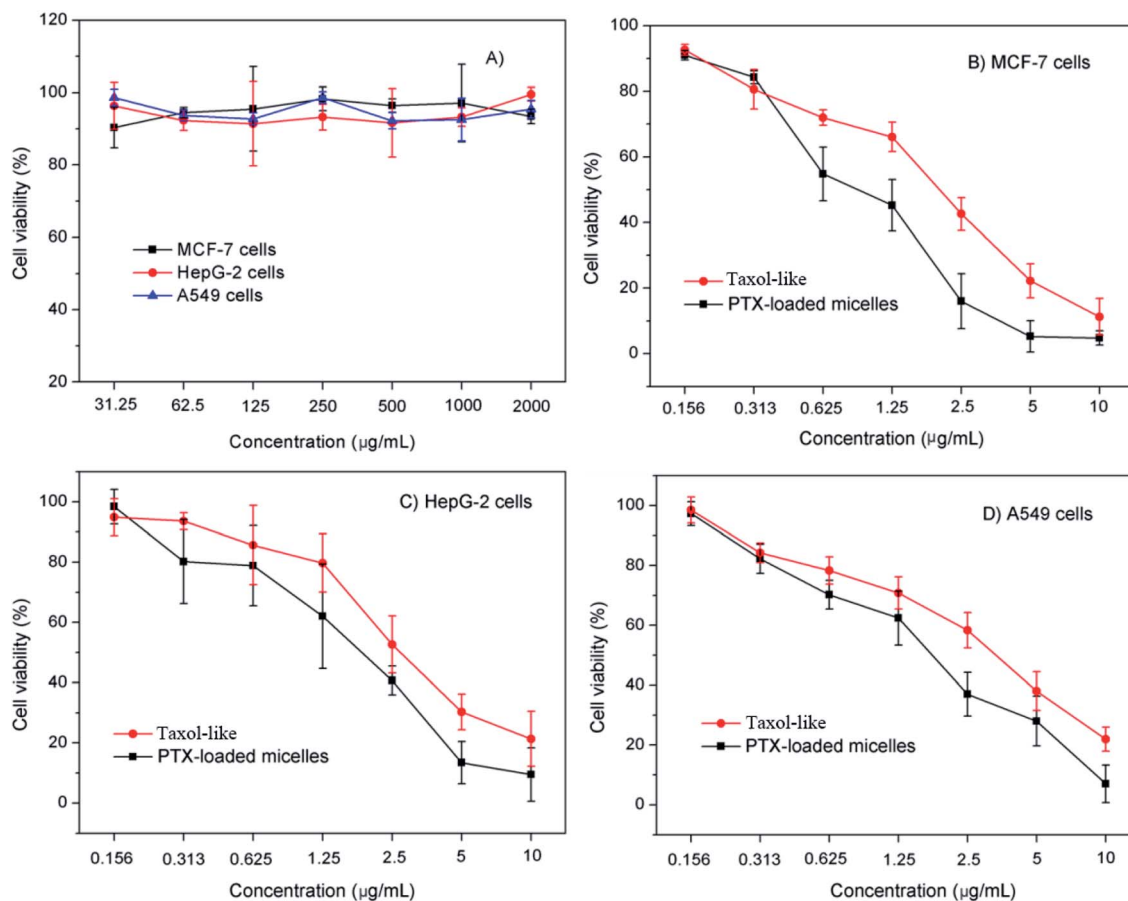 A)
Cell viability (%)
120
100
80
60
40
20
MCF-7 cells
HepG-2 cells
A549 cells
31.25 62.5 125 250 500 1000 2000
Concentration (μg/mL)
B) MCF-7 cells
Cell viability (%)
100
80
60
40
20
0
Taxol-like
PTX-loaded micelles
0.156 0.313 0.625 1.25 2.5 5 10
Concentration (μg/mL)
C) HepG-2 cells
Cell viability (%)
100
80
60
40
20
0
Taxol-like
PTX-loaded micelles
0.156 0.313 0.625 1.25 2.5 5 10
Concentration (μg/mL)
D) A549 cells
Cell viability (%)
100
80
60
40
20
0
Taxol-like
PTX-loaded micelles
0.156 0.313 0.625 1.25 2.5 5 10
Concentration (μg/mL)